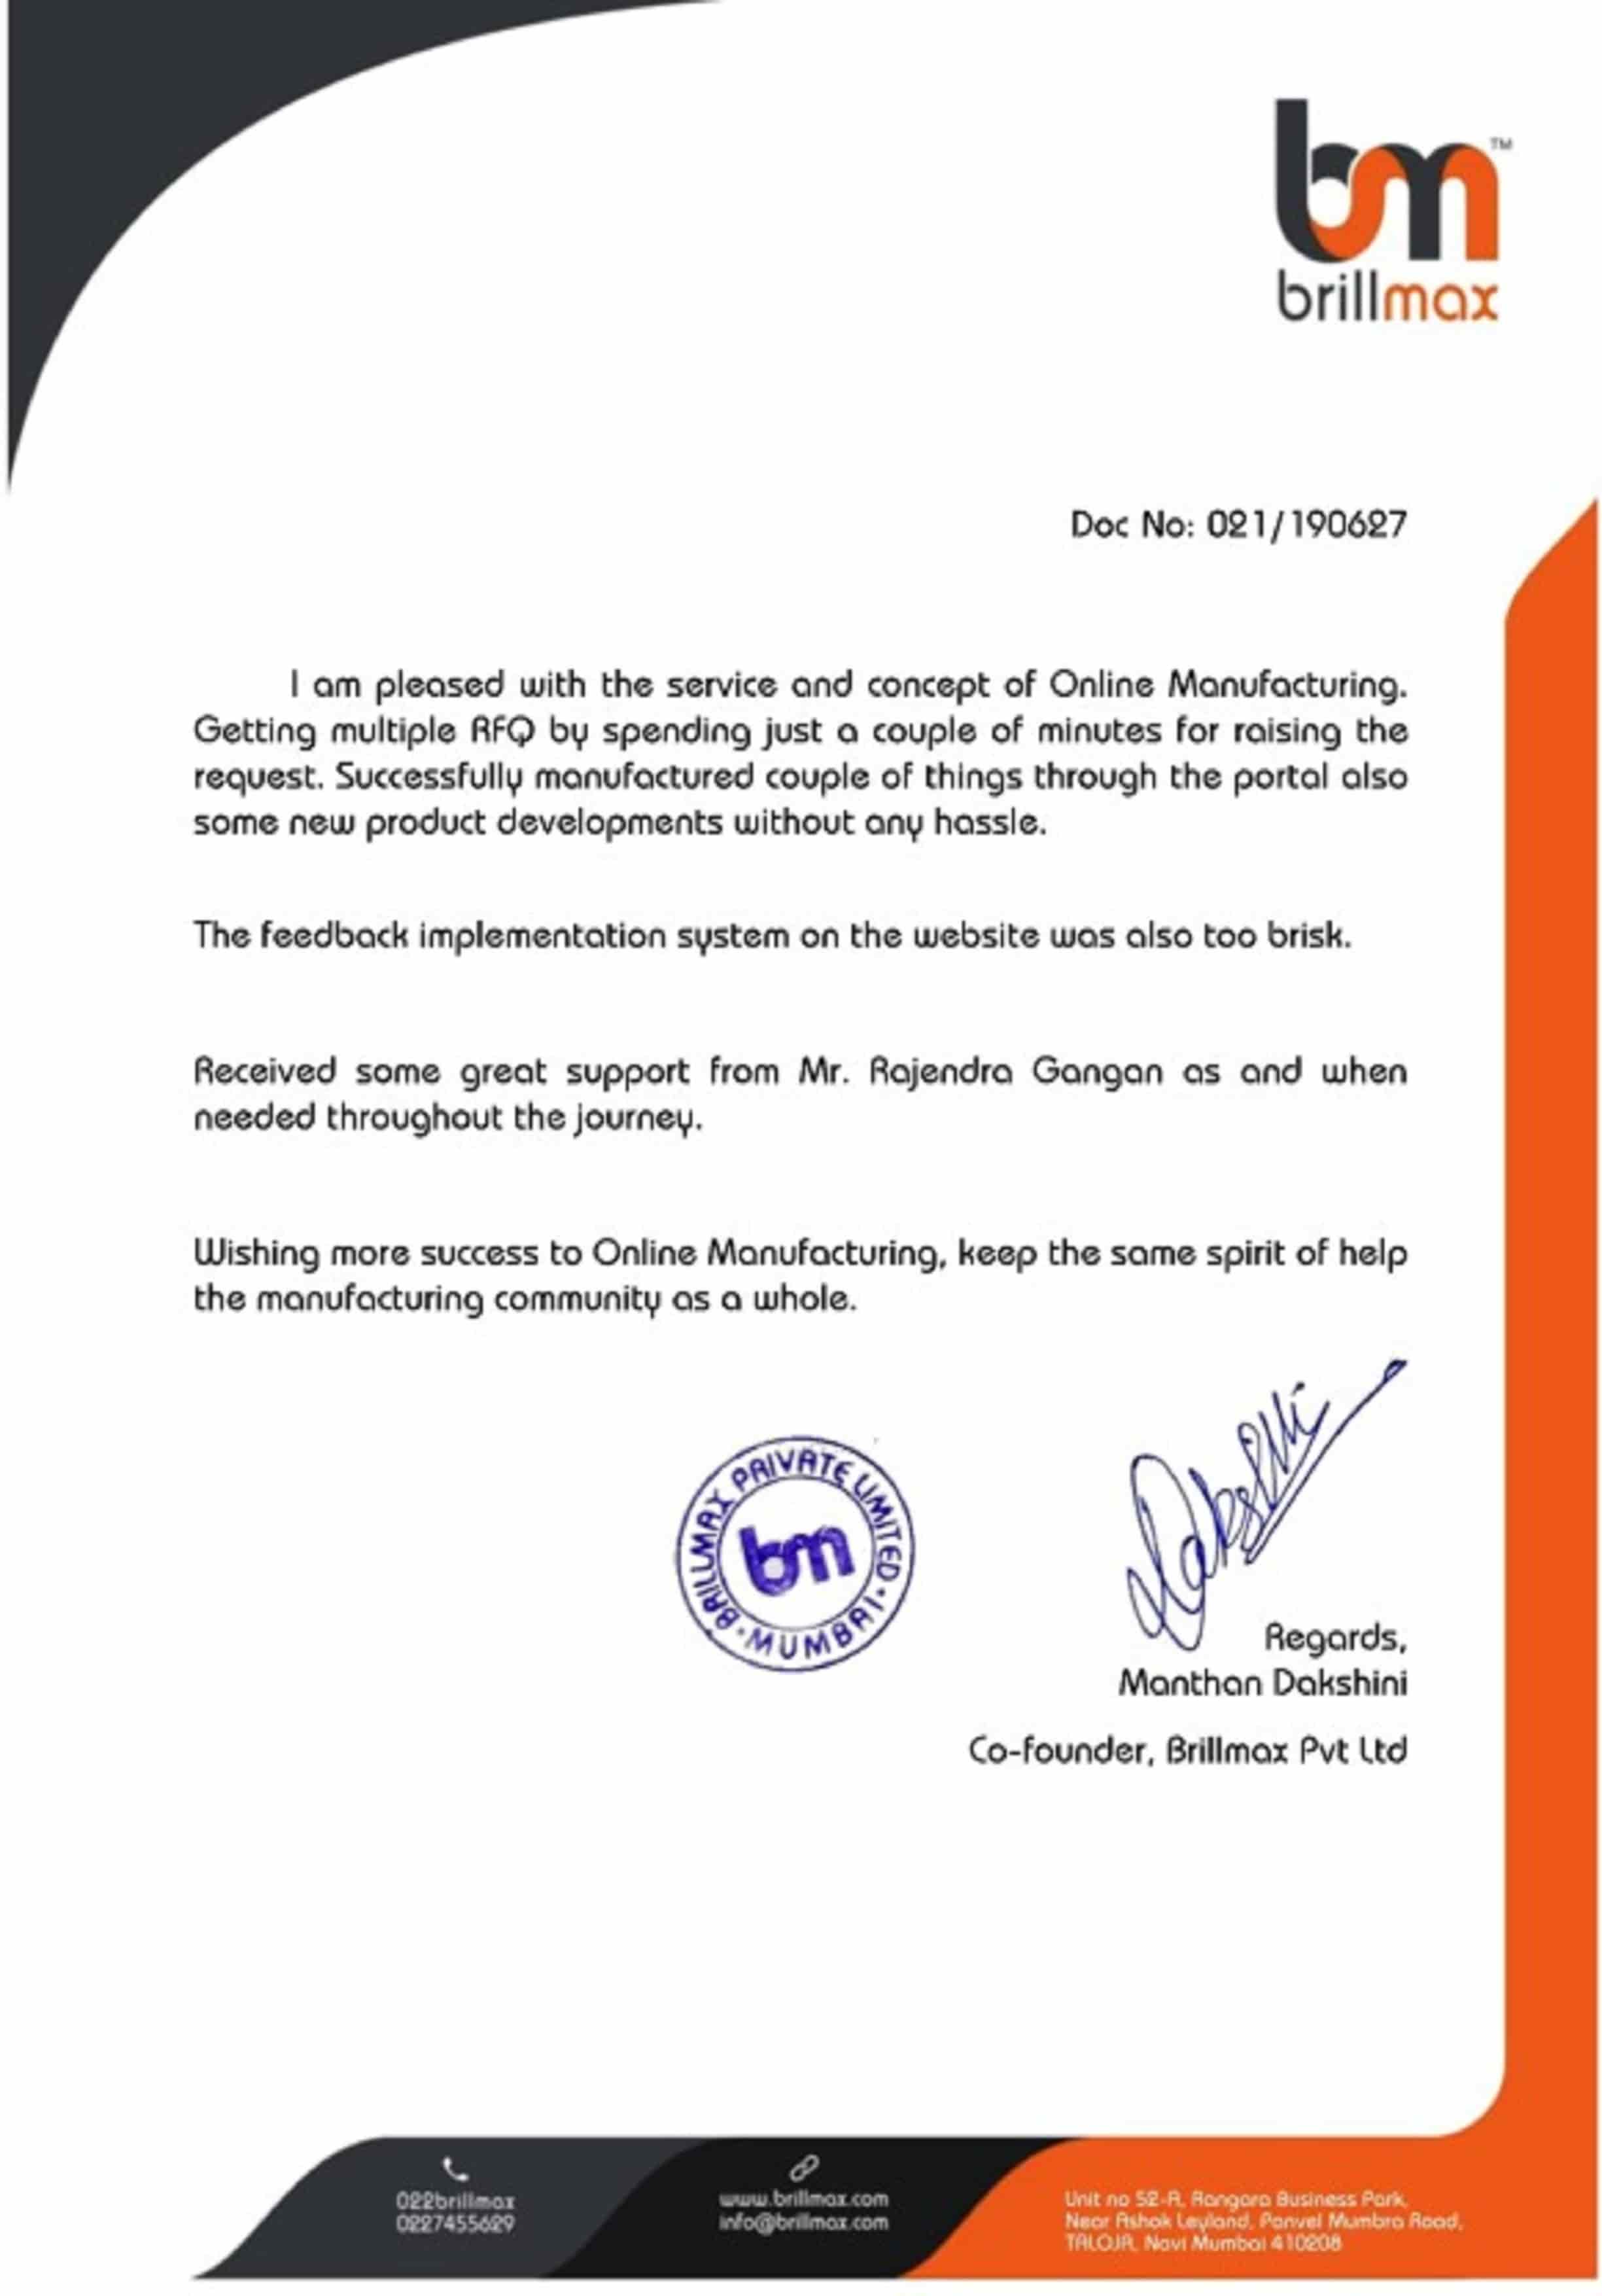 bm
TM
brillmax
Doc No: 021/190627
I am pleased with the service and concept of Online Manufacturing.
Getting multiple RFQ by spending just a couple of minutes for raising the
request. Successfully manufactured couple of things through the portal also
some new product developments without any hassle.
The feedback implementation system on the website was also too brisk.
Received some great support from Mr. Rajendra Gangan as and when
needed throughout the journey.
Wishing more success to Online Manufacturing, keep the same spirit of help
the manufacturing community as a whole.
BRILLMAX PRIVATE LIMITED
bm
MUMBAI
Dakshini
Regards,
Manthan Dakshini
Co-founder, Brillmax Pvt Ltd
022brillmax
0227455629
www.brillmax.com
info@brillmax.com
Unit no 52-A, Rangara Business Park,
Near Ashok Leyland, Panvel Mumbra Road,
TALOJA, Navi Mumbai 410208